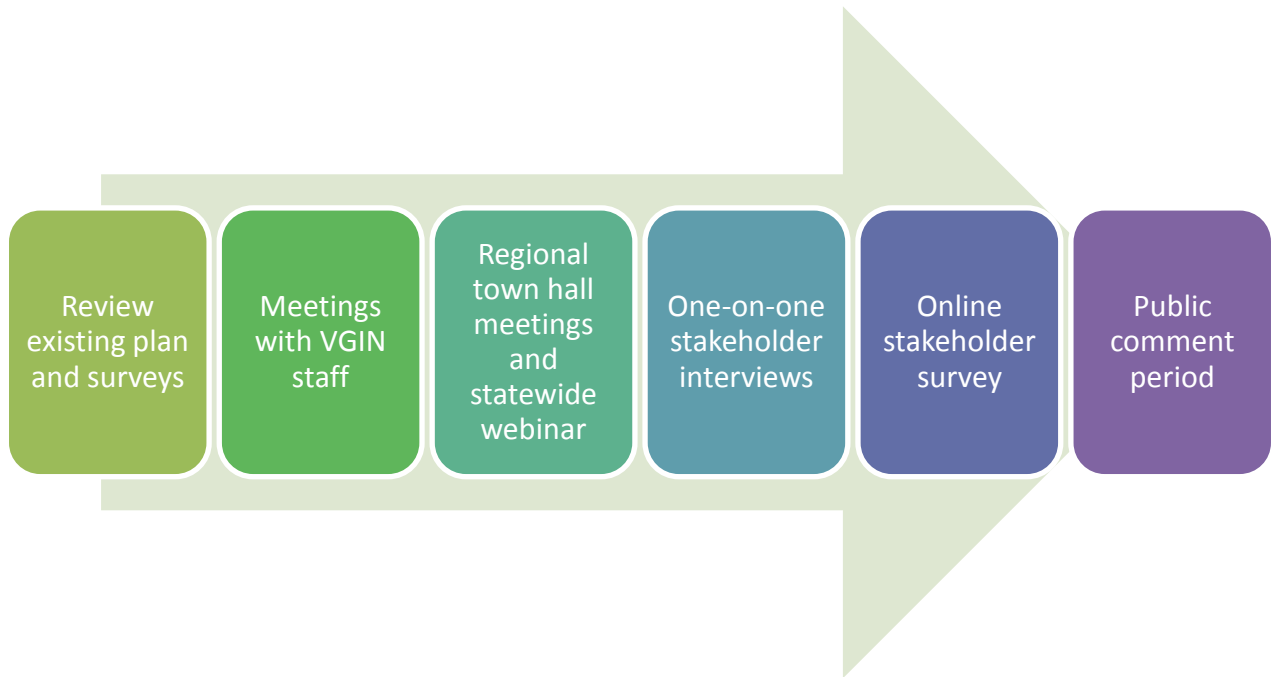 Review
existing plan
and surveys
Meetings
with VGIN
staff
Regional
town hall
meetings
and
statewide
webinar
One-on-one
stakeholder
interviews
Online
stakeholder
survey
Public
comment
period